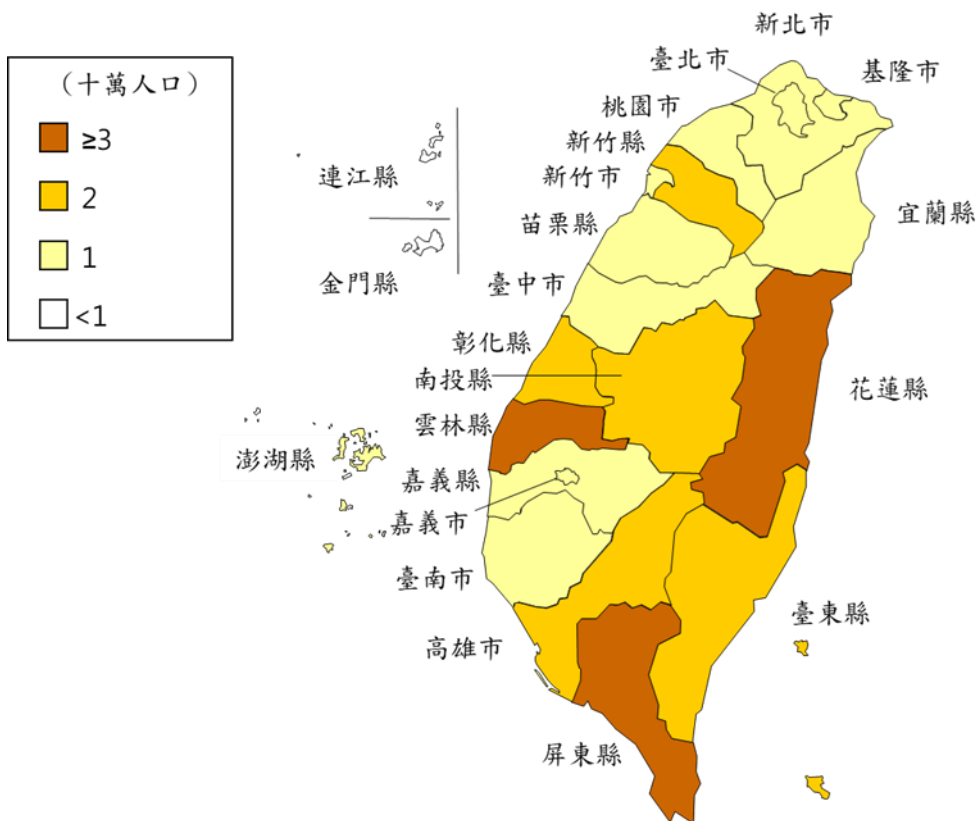 （十萬人口）
≥3
2
1
<1
新北市
臺北市
基隆市
桃園市
新竹縣
新竹市
連江縣
苗栗縣
宜蘭縣
金門縣
臺中市
彰化縣
南投縣
花蓮縣
雲林縣
澎湖縣
嘉義縣
嘉義市
臺南市
臺東縣
高雄市
屏東縣